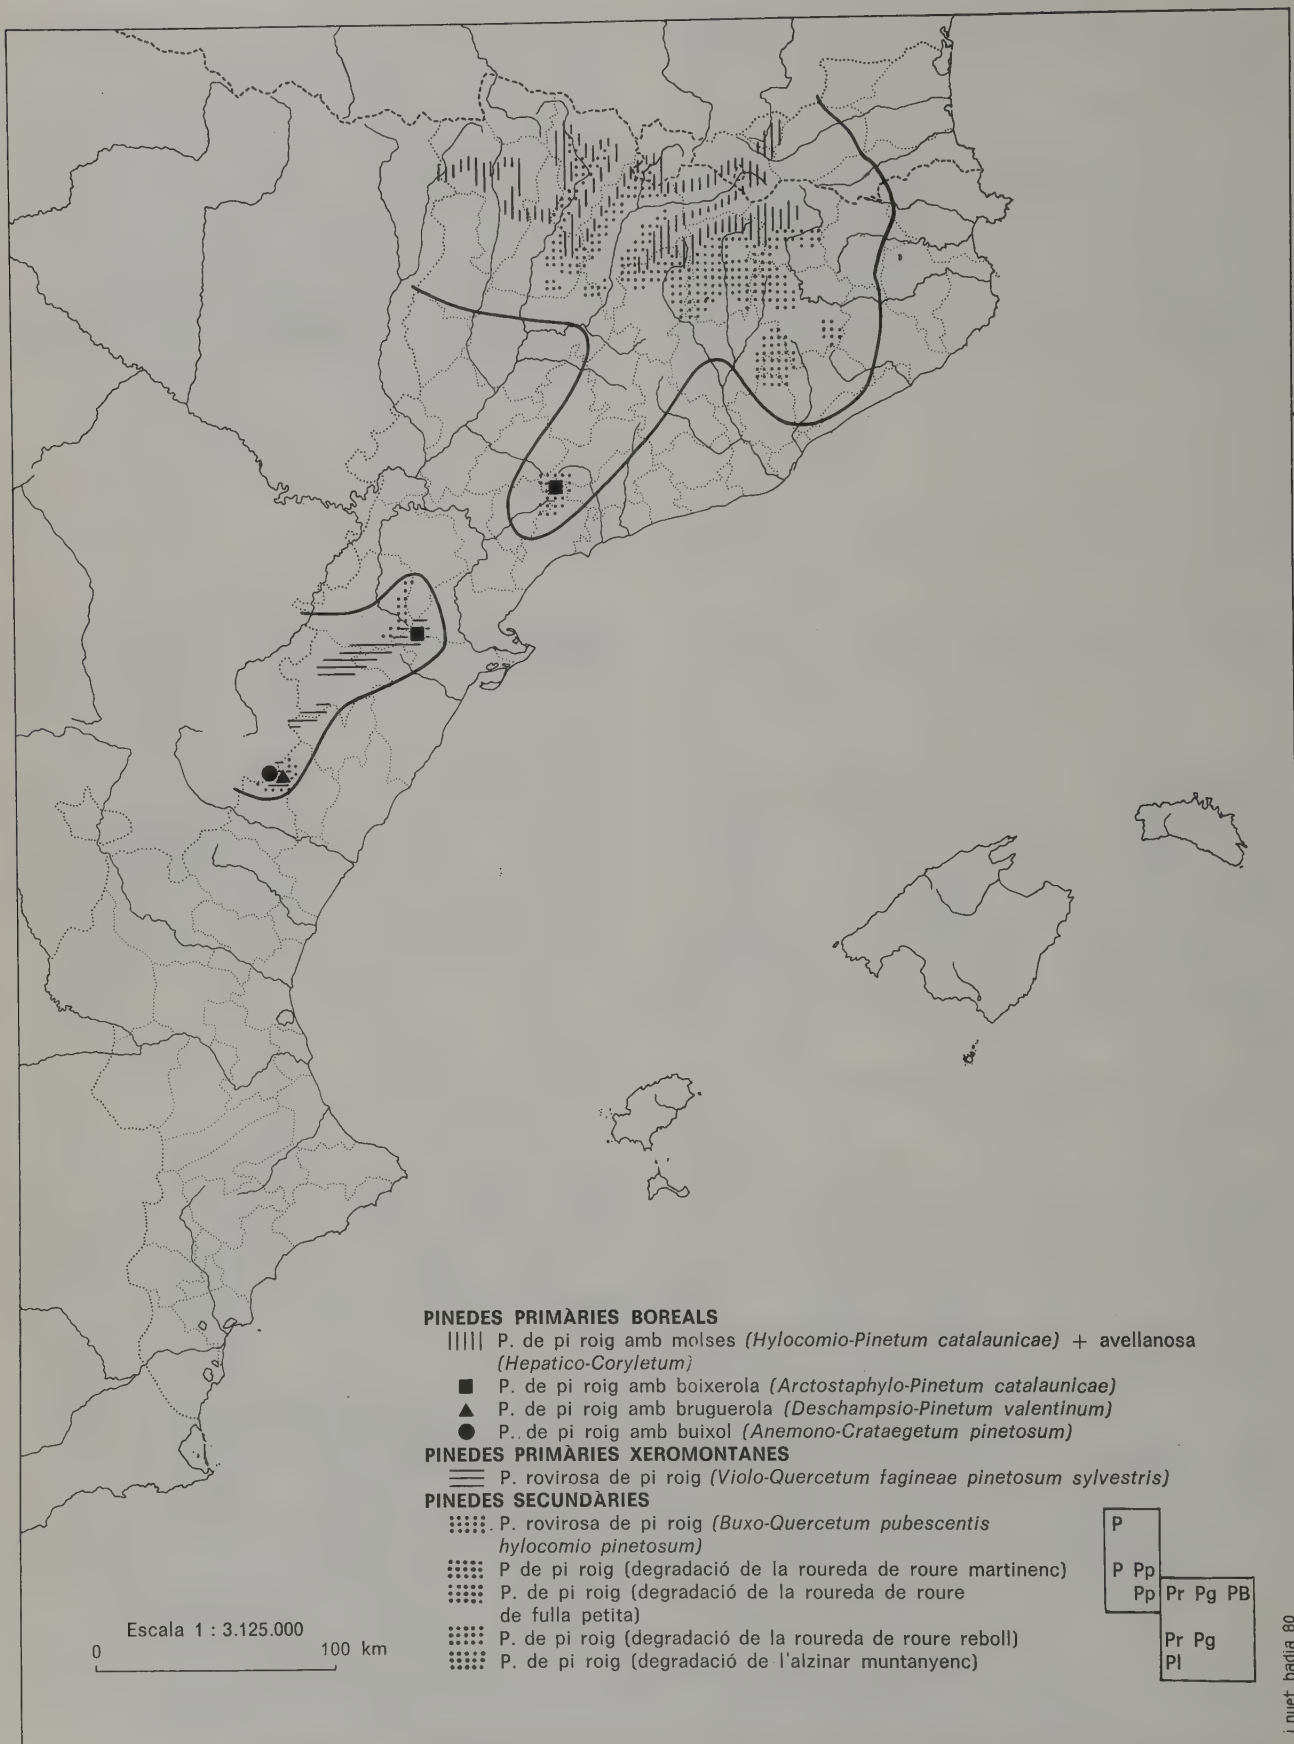 PINEDES PRIMÀRIES BOREALS
P. de pi roig amb molses (Hylocomio-Pinetum catalaunicae) + avellanosa
(Hepatico-Coryletum)
P. de pi roig amb boixerola (Arctostaphylo-Pinetum catalaunicae)
P. de pi roig amb bruguerola (Deschampsio-Pinetum valentinum)
P.. de pi roig amb buixol (Anemono-Crataegetum pinetosum)
PINEDES PRIMÀRIES XEROMONTANES
P. rovirosa de pi roig (Violo-Quercetum fagineae pinetosum sylvestris)
PINEDES SECUNDÀRIES
P. rovirosa de pi roig (Buxo-Quercetum pubescentis
hylocomio pinetosum)
P de pi roig (degradació de la roureda de roure martinenc)
P. de pi roig (degradació de la roureda de roure
de fulla petita)
P. de pi roig (degradació de la roureda de roure reboll)
P. de pi roig (degradació de l'alzinar muntanyenc)
P
P Pp
Pp Pr Pg PB
Pr Pg
Pl
Escala 1 : 3.125.000
0 100 km
j. nuet badia 80